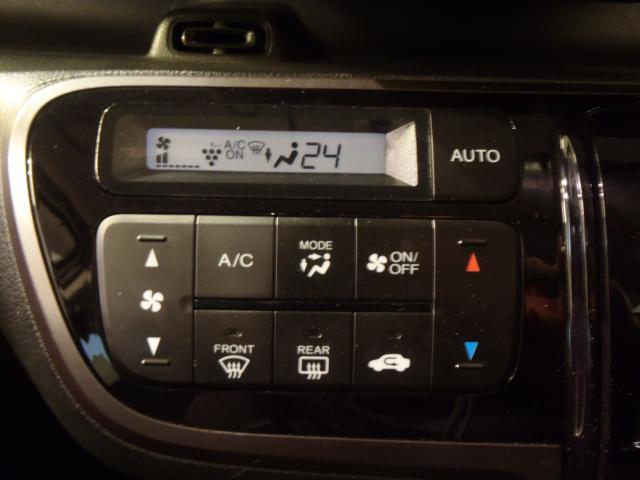 A/C
ON
24
AUTO
A/C
MODE
ON/
OFF
FRONT
REAR